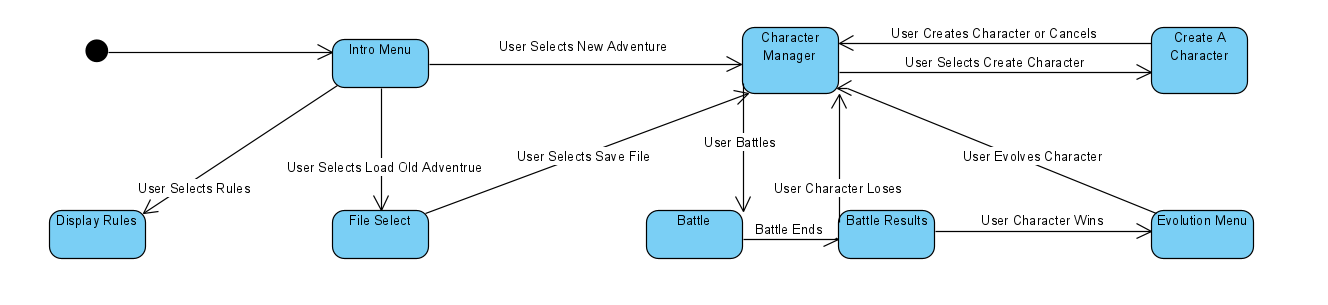 User Creates Character or Cancels
Character
Manager
Create A
Character
Intro Menu
User Selects New Adventure
User Selects Create Character
User Battles
User Selects Save File
User Evolves Character
User Selects Load Old Adventrue
User Selects Rules
User Character Loses
Display Rules
File Select
Battle
Battle Results
User Character Wins
Evolution Menu
Battle Ends